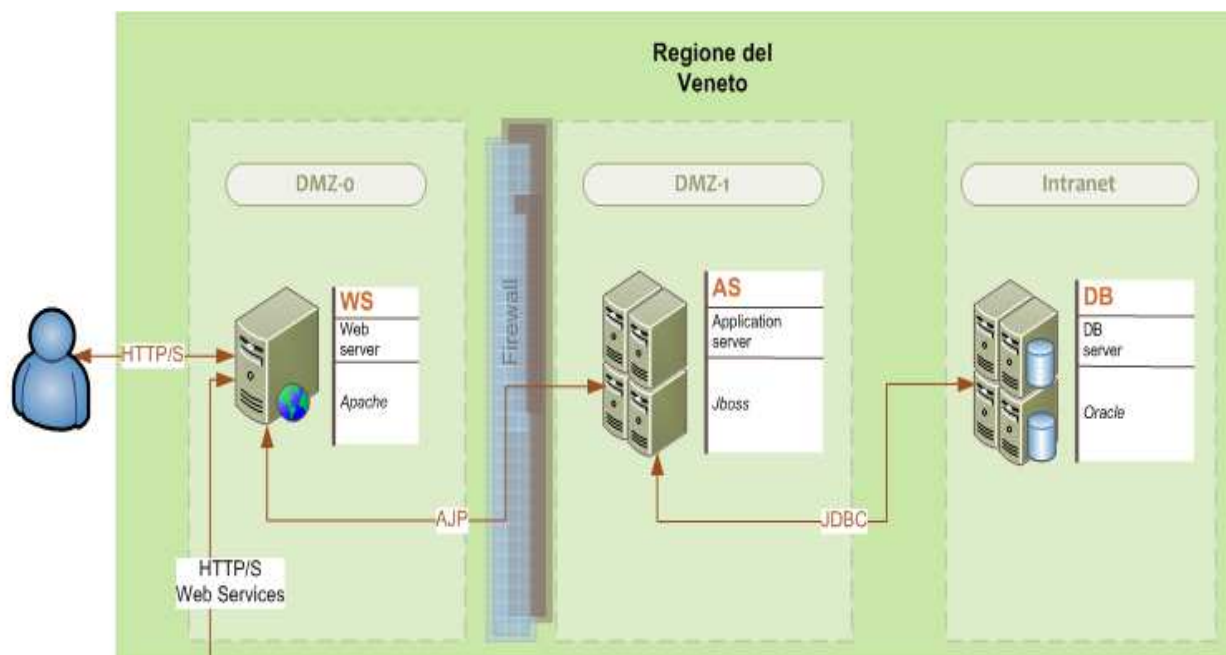 Regione del
Veneto
DMZ-0
DMZ-1
Intranet
Firewall
WS
Web
server
Apache
AS
Application
server
Jboss
DB
DB
server
Oracle
HTTP/S
AJP
JDBC
HTTP/S
Web Services